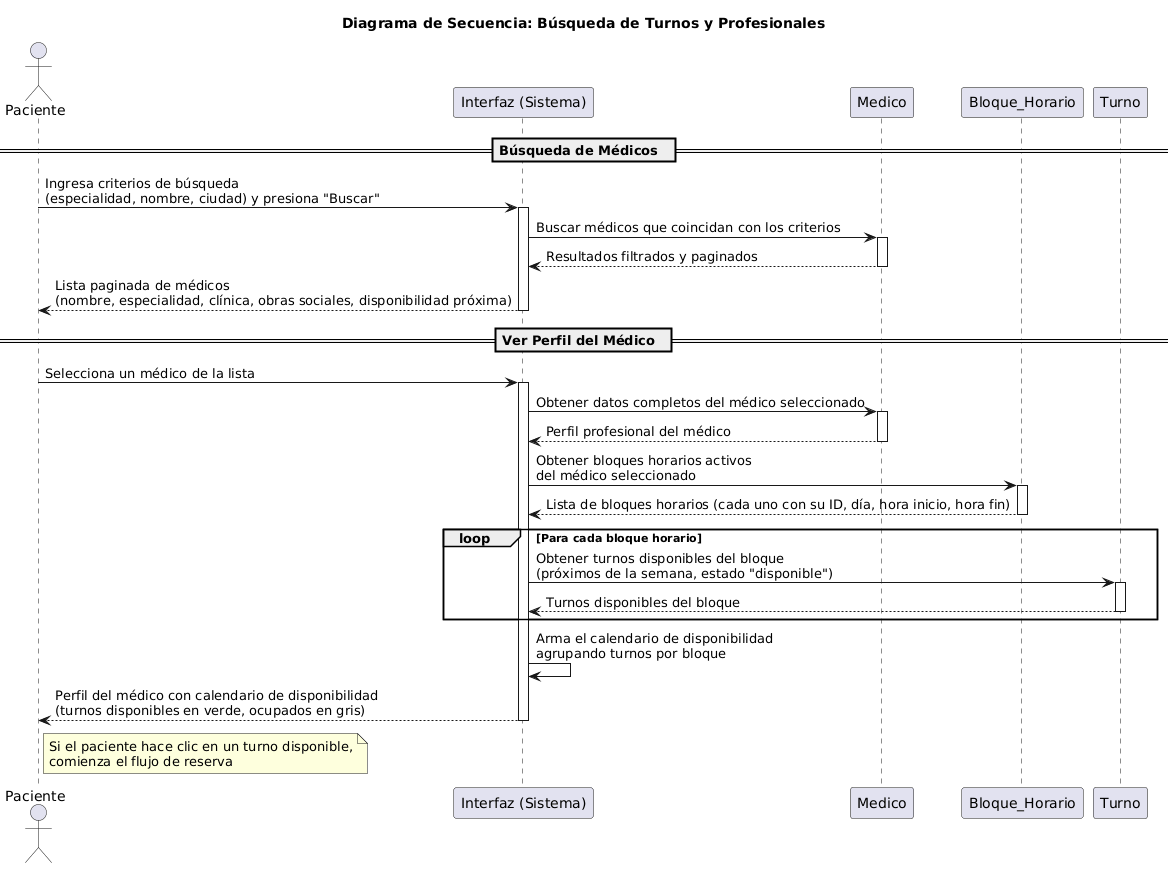 Diagrama de Secuencia: Búsqueda de Turnos y Profesionales
Paciente
Interfaz (Sistema)
Medico
Bloque_Horario
Turno
Búsqueda de Médicos
Ingresa criterios de búsqueda
(especialidad, nombre, ciudad) y presiona "Buscar"
Buscar médicos que coincidan con los criterios
Resultados filtrados y paginados
Lista paginada de médicos
(nombre, especialidad, clínica, obras sociales, disponibilidad próxima)
Ver Perfil del Médico
Selecciona un médico de la lista
Obtener datos completos del médico seleccionado
Perfil profesional del médico
Obtener bloques horarios activos
del médico seleccionado
Lista de bloques horarios (cada uno con su ID, día, hora inicio, hora fin)
loop
[Para cada bloque horario]
Obtener turnos disponibles del bloque
(próximos de la semana, estado "disponible")
Turnos disponibles del bloque
Arma el calendario de disponibilidad
agrupando turnos por bloque
Perfil del médico con calendario de disponibilidad
(turnos disponibles en verde, ocupados en gris)
Si el paciente hace clic en un turno disponible,
comienza el flujo de reserva
Paciente
Interfaz (Sistema)
Medico
Bloque_Horario
Turno